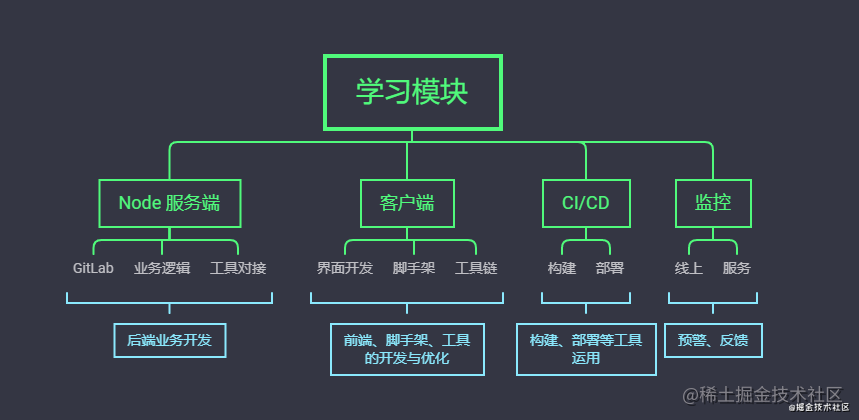 学习模块
Node 服务端
客户端
CI/CD
监控
GitLab
业务逻辑
工具对接
界面开发
脚手架
工具链
构建
部署
线上
服务
后端业务开发
前端、脚手架、工具
的开发与优化
构建、部署等工具
运用
预警、反馈
@稀土掘金技术社区
@掘金技术社区